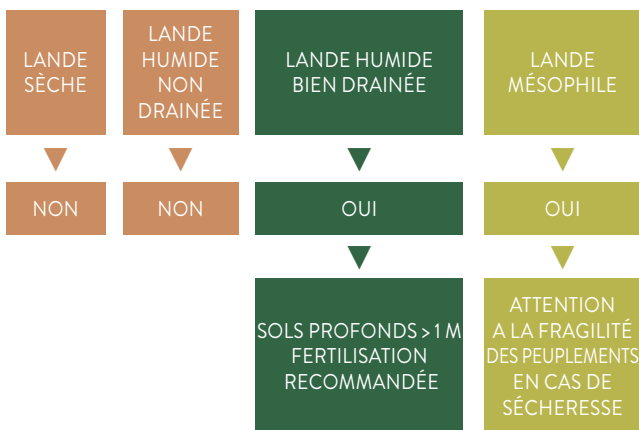 LANDE
SÈCHE
LANDE
HUMIDE
NON
DRAINÉE
LANDE HUMIDE
BIEN DRAINÉE
LANDE
MÉSOPHILE
NON
NON
OUI
OUI
SOLS PROFONDS > 1 M
FERTILISATION
RECOMMANDÉE
ATTENTION
A LA FRAGILITÉ
DES PEUPLEMENTS
EN CAS DE
SÉCHERESSE